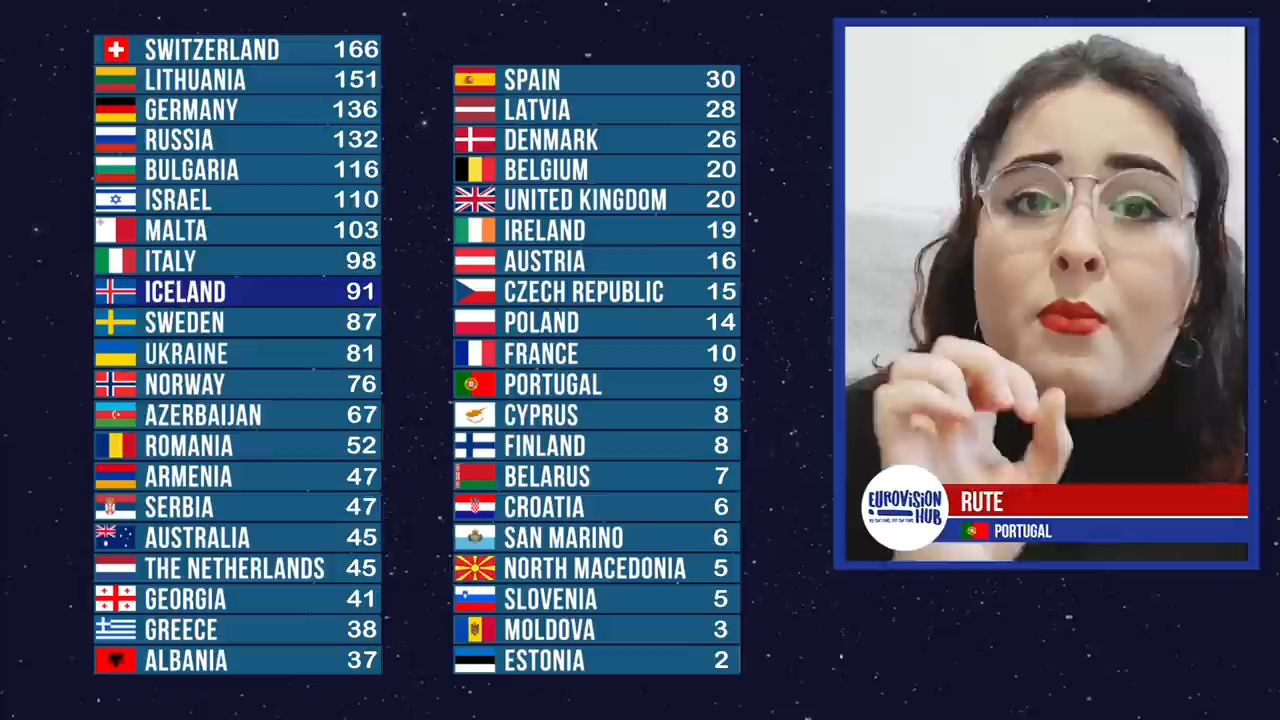 SWITZERLAND 166
LITHUANIA 151
GERMANY 136
RUSSIA 132
BULGARIA 116
ISRAEL 110
MALTA 103
ITALY 98
ICELAND 91
SWEDEN 87
UKRAINE 81
NORWAY 76
AZERBAIJAN 67
ROMANIA 52
ARMENIA 47
SERBIA 47
AUSTRALIA 45
THE NETHERLANDS 45
GEORGIA 41
GREECE 38
ALBANIA 37
SPAIN 30
LATVIA 28
DENMARK 26
BELGIUM 20
UNITED KINGDOM 20
IRELAND 19
AUSTRIA 16
CZECH REPUBLIC 15
POLAND 14
FRANCE 10
PORTUGAL 9
CYPRUS 8
FINLAND 8
BELARUS 7
CROATIA 6
SAN MARINO 6
NORTH MACEDONIA 5
SLOVENIA 5
MOLDOVA 3
ESTONIA 2
EUROVISION
HUB
RUTE
PORTUGAL